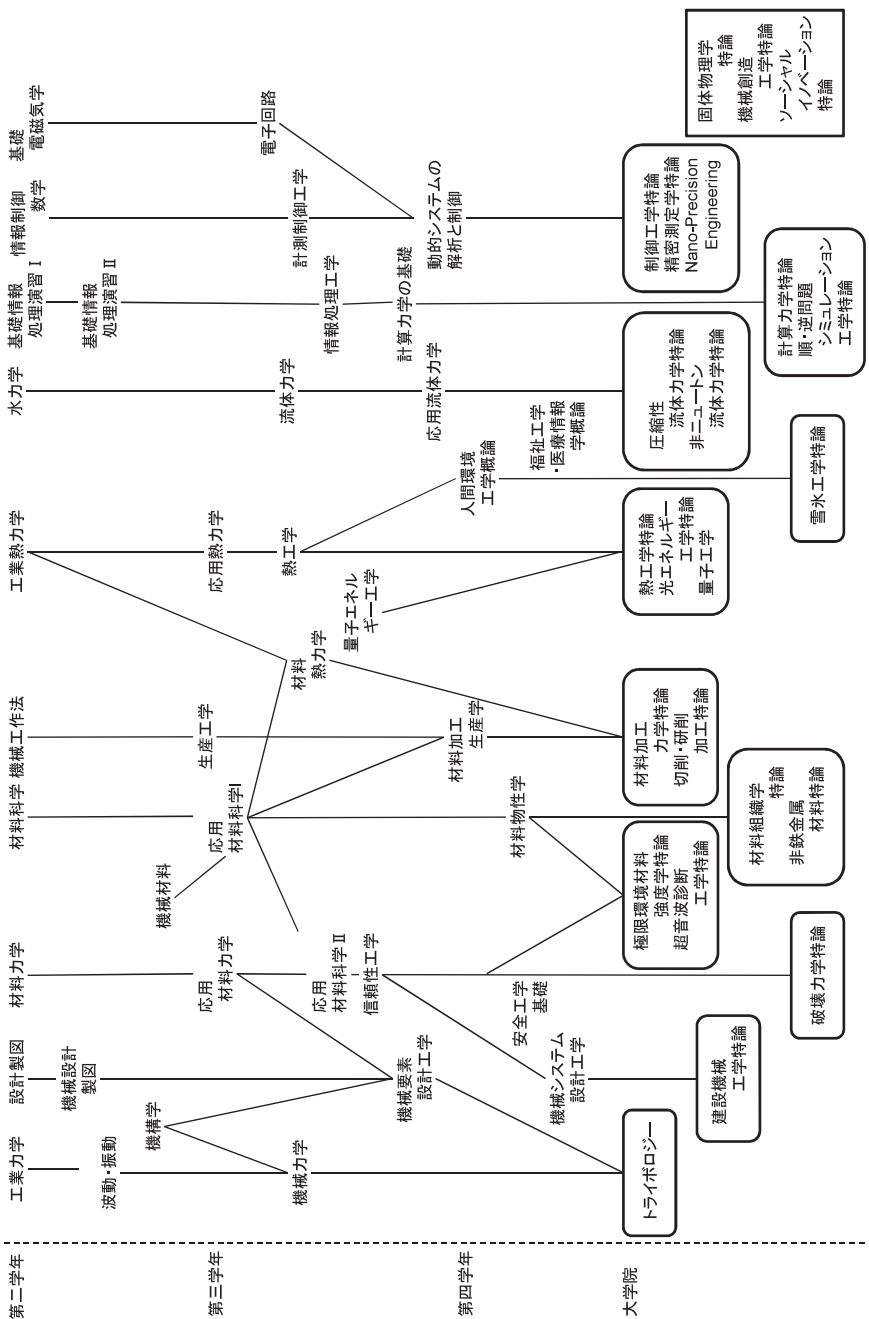 第二学年
第三学年
第四学年
大学院
工業力学
波動・振動
機構学
機械力学
トライボロジー
設計製図
機械設計
製図
機械要素
設計工学
機械システム
設計工学
建設機械
工学特論
材料力学
応用
材料力学
応用
材料科学Ⅱ
信頼性工学
安全工学
基礎
破壊力学特論
機械材料
材料科学
応用
材料科学Ⅰ
材料物性学
極限環境材料
強度学特論
超音波診断
工学特論
材料組織学
特論
非鉄金属
材料特論
機械工作法
生産工学
材料加工
生産学
材料加工
力学特論
切削・研削
加工特論
工業熱力学
材料
熱力学
応用熱力学
熱工学
量子エネル
ギー工学
熱工学特論
光エネルギー
工学特論
量子工学
人間環境
工学概論
福祉工学
・医療情報
学概論
雪氷工学特論
水力学
流体力学
応用流体力学
圧縮性
流体力学特論
非ニュートン
流体力学特論
基礎情報
処理演習Ⅰ
基礎情報
処理演習Ⅱ
情報処理工学
計算力学の基礎
計算力学特論
順・逆問題
シミュレーション
工学特論
情報制御
数学
計測制御工学
動的システムの
解析と制御
制御工学特論
精密測定学特論
Nano-Precision
Engineering
基礎
電磁気学
電子回路
固体物理学
特論
機械創造
工学特論
ソーシャル
イノベーション
特論